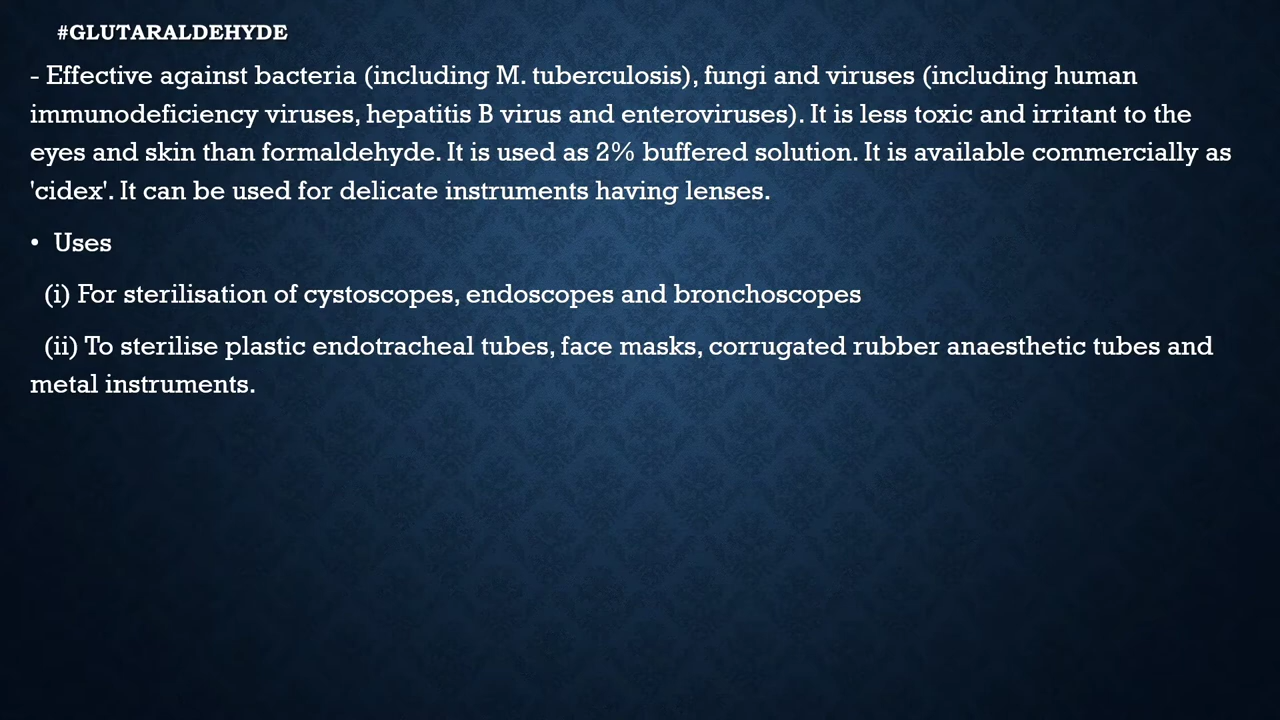 #GLUTARALDEHYDE
- Effective against bacteria (including M. tuberculosis), fungi and viruses (including human
immunodeficiency viruses, hepatitis B virus and enteroviruses). It is less toxic and irritant to the
eyes and skin than formaldehyde. It is used as 2% buffered solution. It is available commercially as
'cidex'. It can be used for delicate instruments having lenses.
• Uses
(i) For sterilisation of cystoscopes, endoscopes and bronchoscopes
(ii) To sterilise plastic endotracheal tubes, face masks, corrugated rubber anaesthetic tubes and
metal instruments.